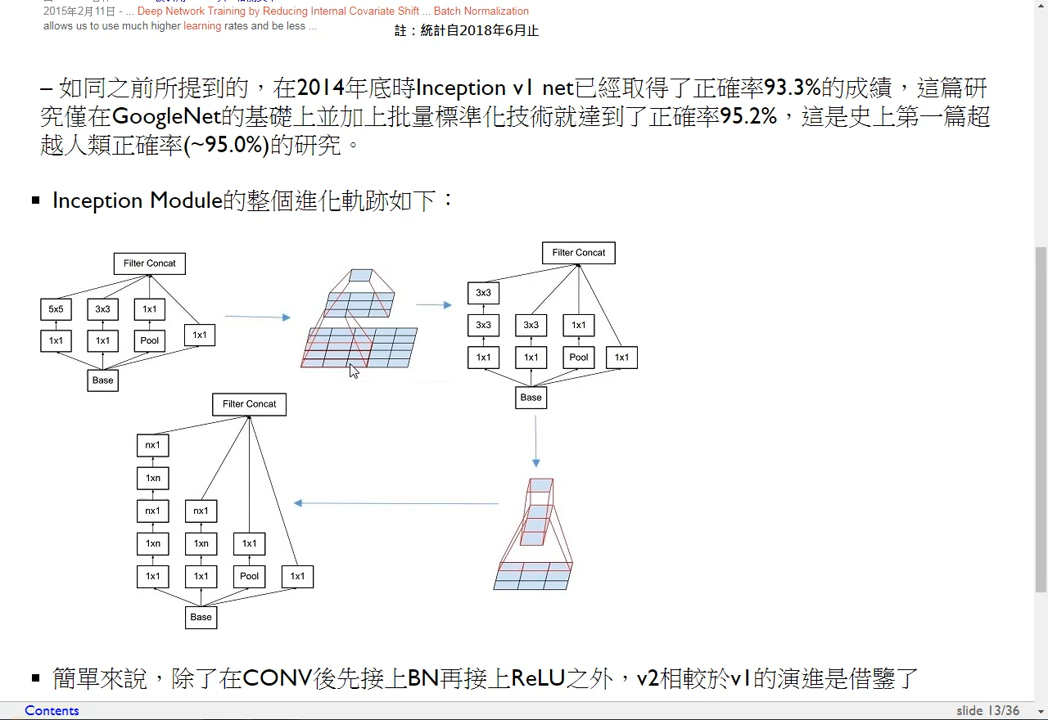 2015年2月11日 - ... Deep Network Training by Reducing Internal Covariate Shift ... Batch Normalization
allows us to use much higher learning rates and be less ...
註：統計自2018年6月止
– 如同之前所提到的，在2014年底時Inception v1 net已經取得了正確率93.3%的成績，這篇研
究僅在GoogleNet的基礎上並加上批量標準化技術就達到了正確率95.2%，這是史上第一篇超
越人類正確率(~95.0%)的研究。
▪ Inception Module的整個進化軌跡如下：
Filter Concat
5x5 3x3 1x1
1x1 1x1 Pool 1x1
Base
Filter Concat
3x3
3x3 3x3 1x1
1x1 1x1 Pool 1x1
Base
Filter Concat
nx1
1xn
nx1 nx1
1xn 1xn 1x1
1x1 1x1 Pool 1x1
Base
▪ 簡單來說，除了在CONV後先接上BN再接上ReLU之外，v2相較於v1的演進是借鑒了
Contents
slide 13/36